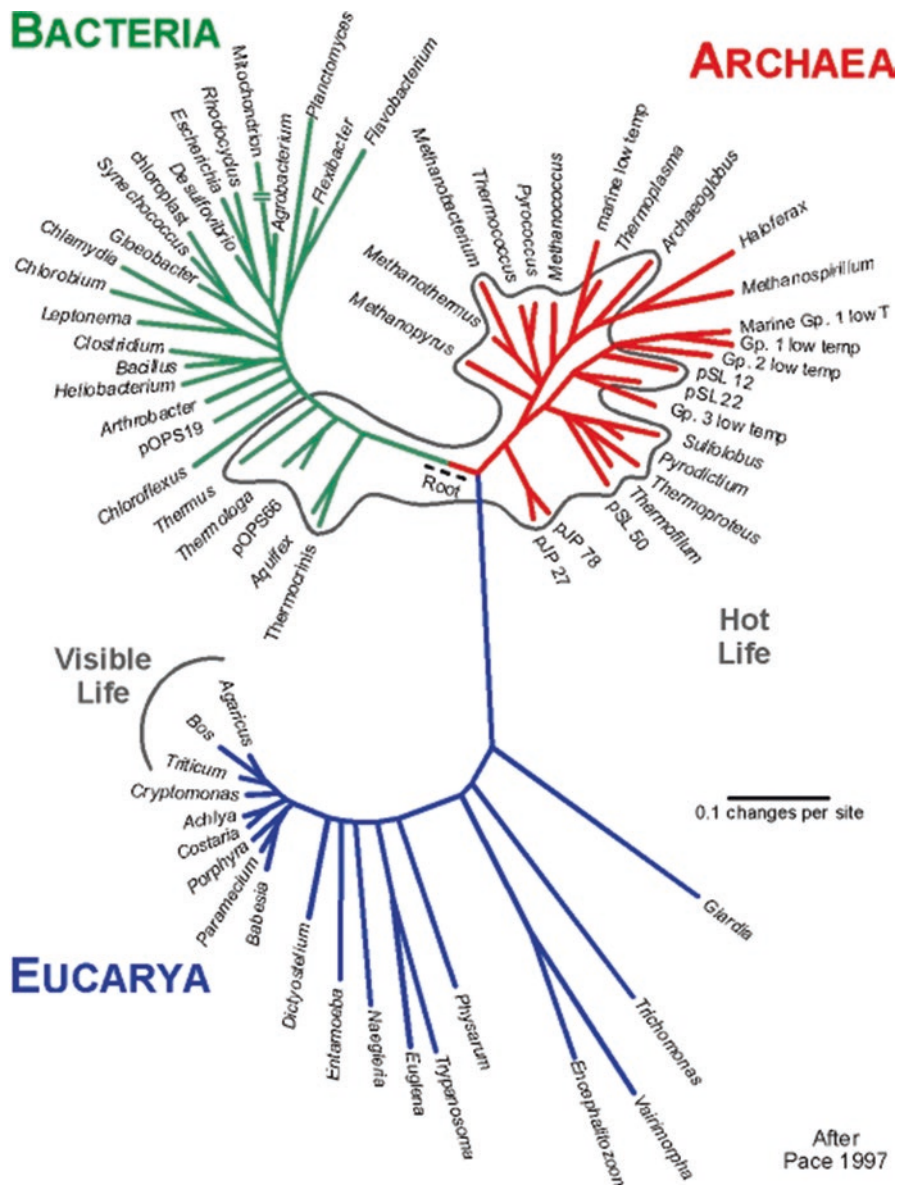 BACTERIA
ARCHAEA
Mitochondrion
Rhodocydus
Escherichia
Desulfovibrio
chloroplast
Synechococcus
Gloeobacter
Chlamydia
Chlorobium
Leptonema
Clostridium
Bacillus
Heliobacterium
Arthrobacter
pOPS19
Chloroflexus
Thermus
Thermotoga
pOPS66
Aquifex
Thermocrinis
Agrobacterium
Planctomyces
Flexibacter
Flavobacterium
Root
Methanobacterium
Methanothermus
Methanopyrus
Thermococcus
Pyrococcus
Methanococcus
marine low temp
Thermoplasma
Archaeoglobus
Haloferax
Methanospirillum
Marine Gp. 1 low T
Gp. 1 low temp
Gp. 2 low temp
pSL 12
pSL 22
Gp. 3 low temp
Sulfolobus
Pyrodictium
Thermoproteus
Thermofilum
pSL 50
pJP 78
pJP 27
Hot
Life
Visible
Life
Agaricus
Bos
Triticum
Cryptomonas
Achlya
Costaria
Porphyra
Paramecium
Babesia
EUCARYA
Dictyostelium
Entamoeba
Naegleria
Euglena
Trypanosoma
Physarum
Encephalitozoon
Vairimorpha
Trichomonas
Giardia
0.1 changes per site
After
Pace 1997